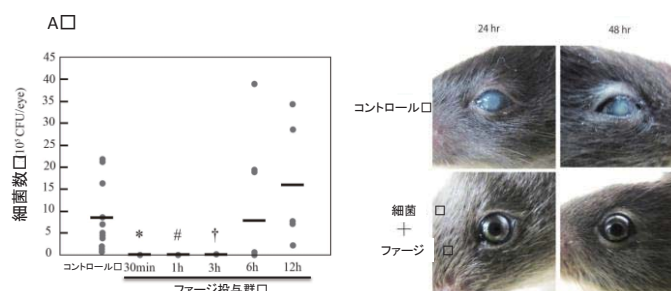 A□
細菌数□(10⁵ CFU/eye)
45
40
35
30
25
20
15
10
5
0
* # †
コントロール□ 30min 1h 3h 6h 12h
ファージ投与群□
24 hr 48 hr
コントロール□
細菌 □
+
ファージ □